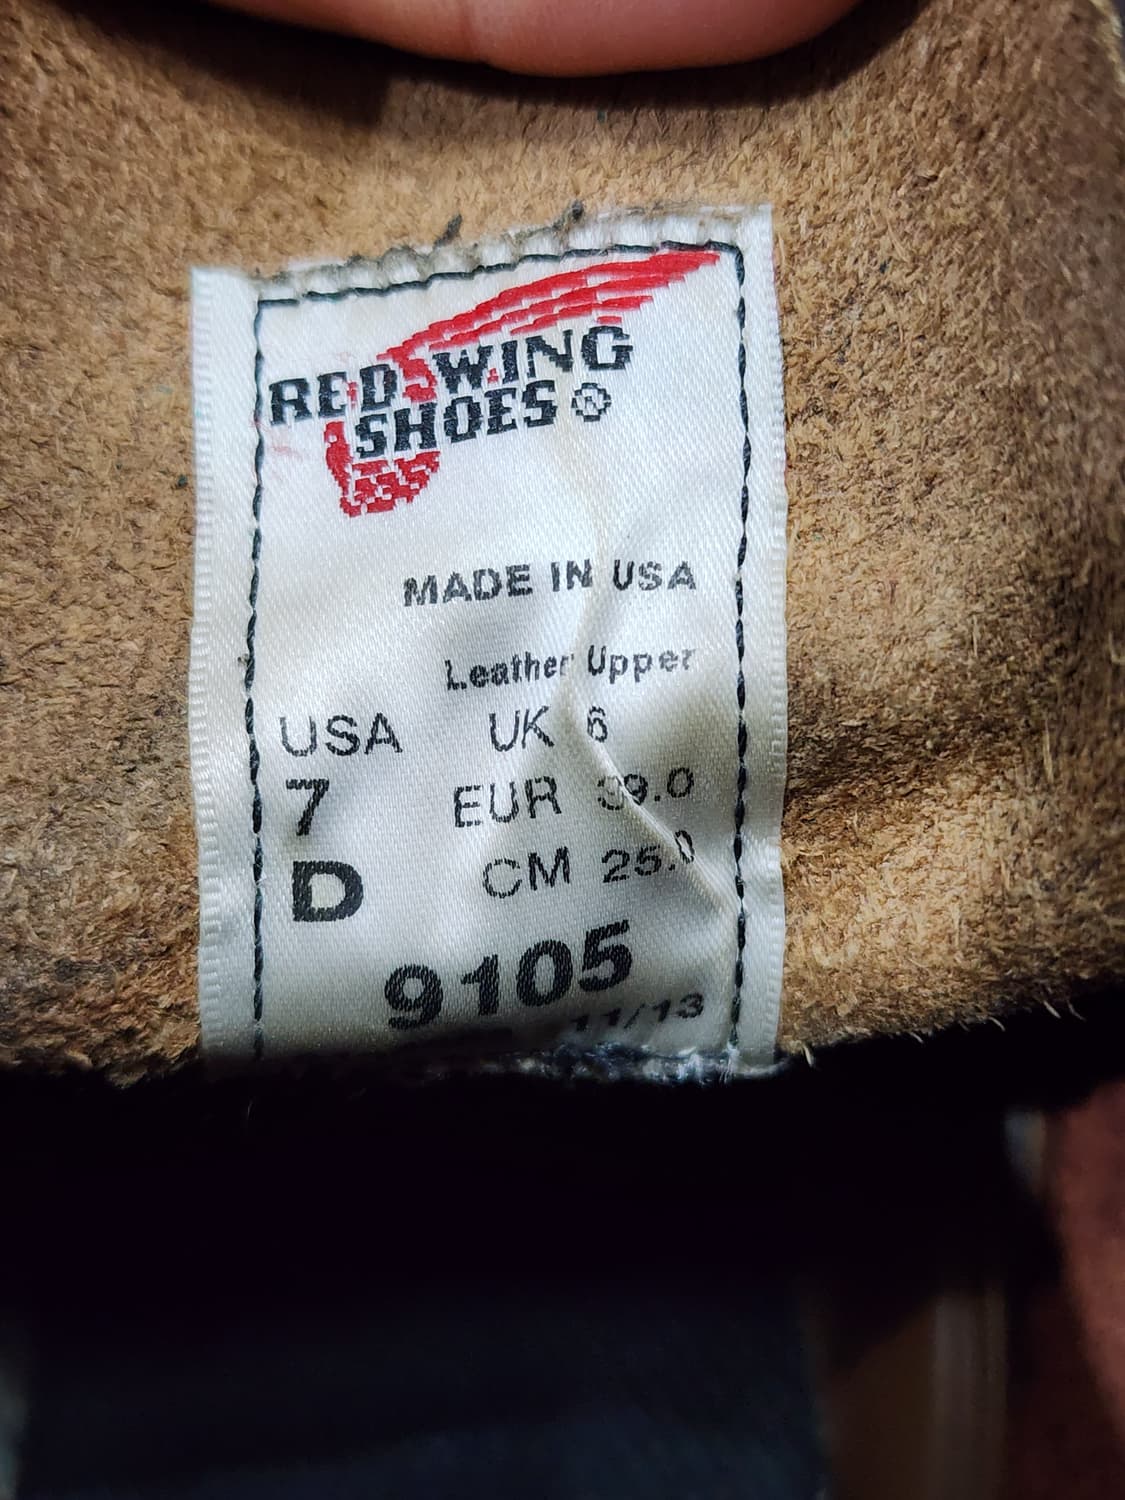 RED WING
SHOES®
MADE IN USA
Leather Upper
USA UK 6
7 EUR 39.0
D CM 25.0
9105
11/13